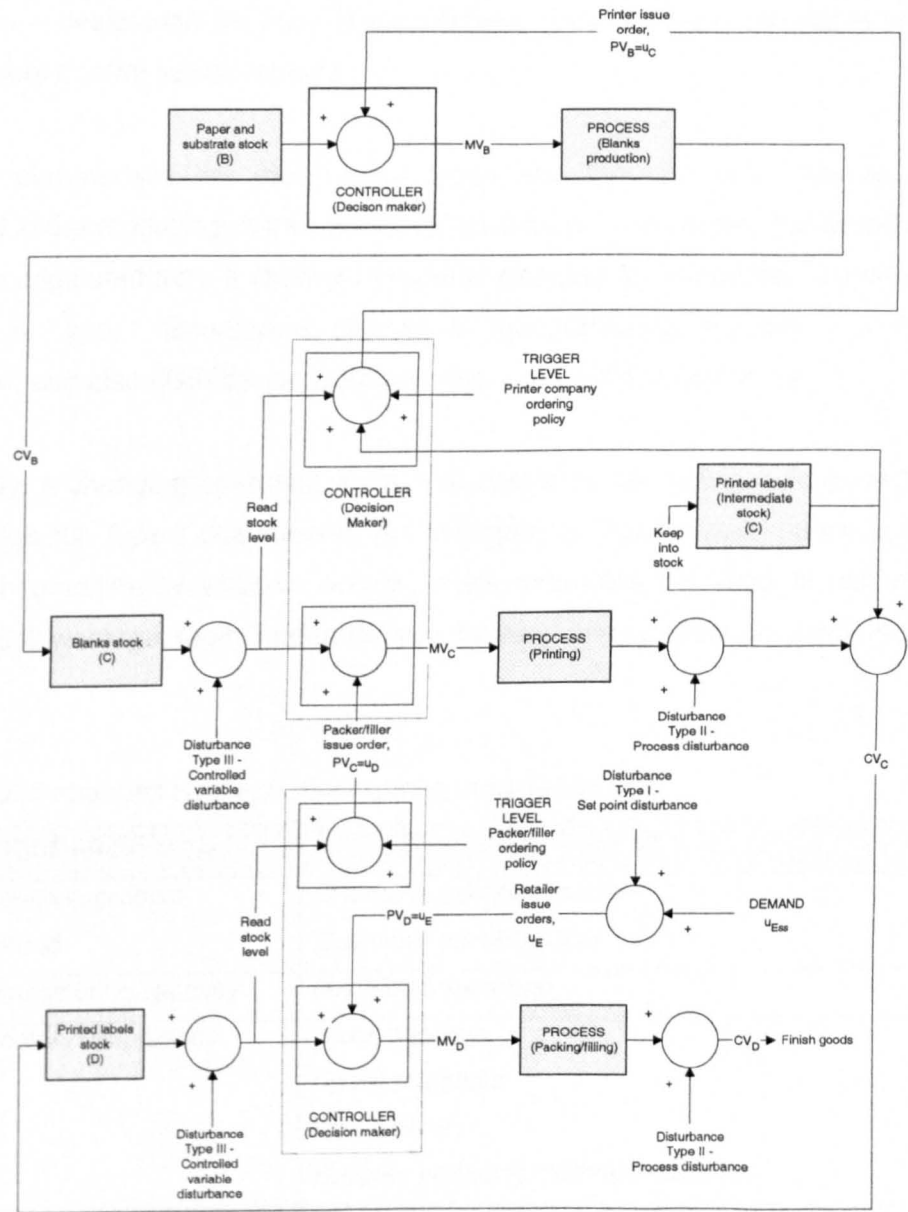 Printer issue
order,
PV_B=u_C
Paper and
substrate stock
(B)
+
+
MV_B
PROCESS
(Blanks
production)
CONTROLLER
(Decison maker)
TRIGGER
LEVEL
Printer company
ordering
policy
+
+
+
CV_B
Read
stock
level
CONTROLLER
(Decision
Maker)
Keep
into
stock
Printed labels
(Intermediate
stock)
(C)
Blanks stock
(C)
+
+
+
+
MV_C
PROCESS
(Printing)
+
+
+
+
Disturbance
Type III -
Controlled
variable
disturbance
Packer/filler
issue order,
PV_C=u_D
Disturbance
Type II -
Process disturbance
CV_C
Disturbance
Type I -
Set point disturbance
TRIGGER
LEVEL
Packer/filler
ordering
policy
+
+
Read
stock
level
PV_D=u_E
Retailer
issue
orders,
u_E
+
+
DEMAND
u_Ess
Printed labels
stock
(D)
+
+
+
+
MV_D
PROCESS
(Packing/filling)
+
+
CV_D
Finish goods
CONTROLLER
(Decision maker)
Disturbance
Type III -
Controlled
variable
disturbance
Disturbance
Type II -
Process disturbance